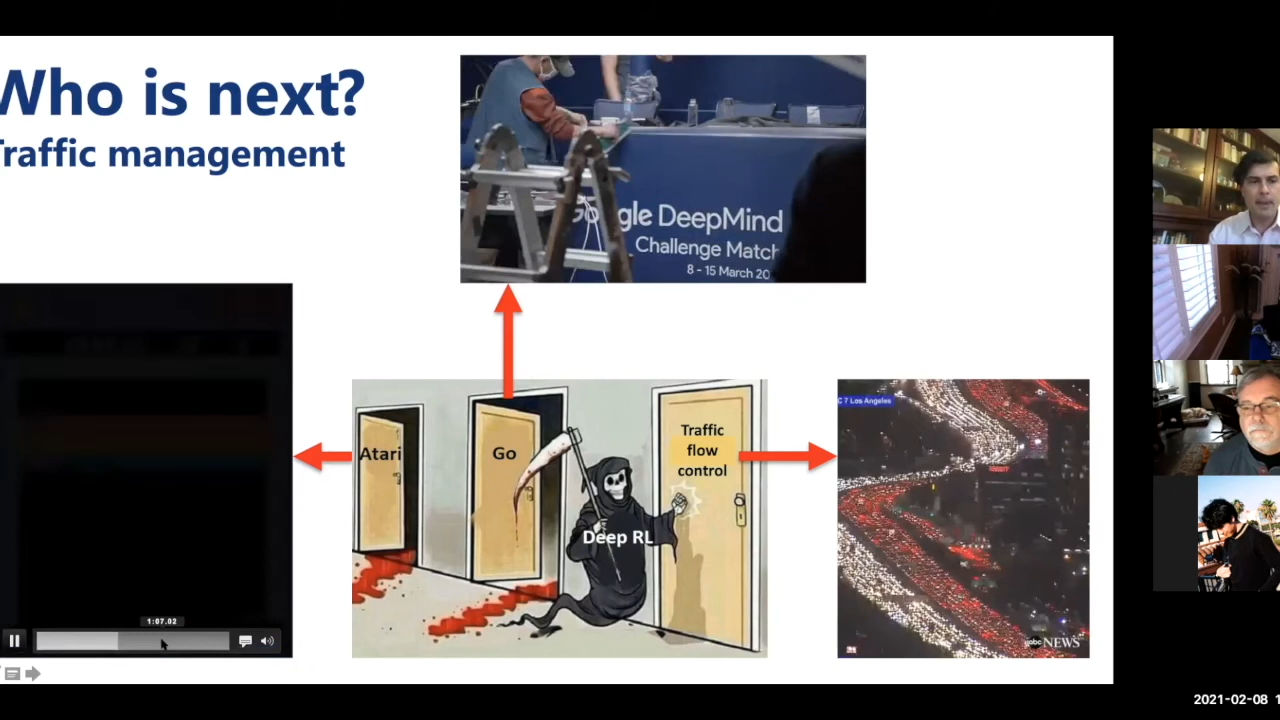 Who is next?
Traffic management
Google DeepMind
Challenge Match
8 - 15 March 20
C 7 Los Angeles
Atari
Go
Traffic
flow
control
Deep RL
abc NEWS
1:07.02
2021-02-08 1